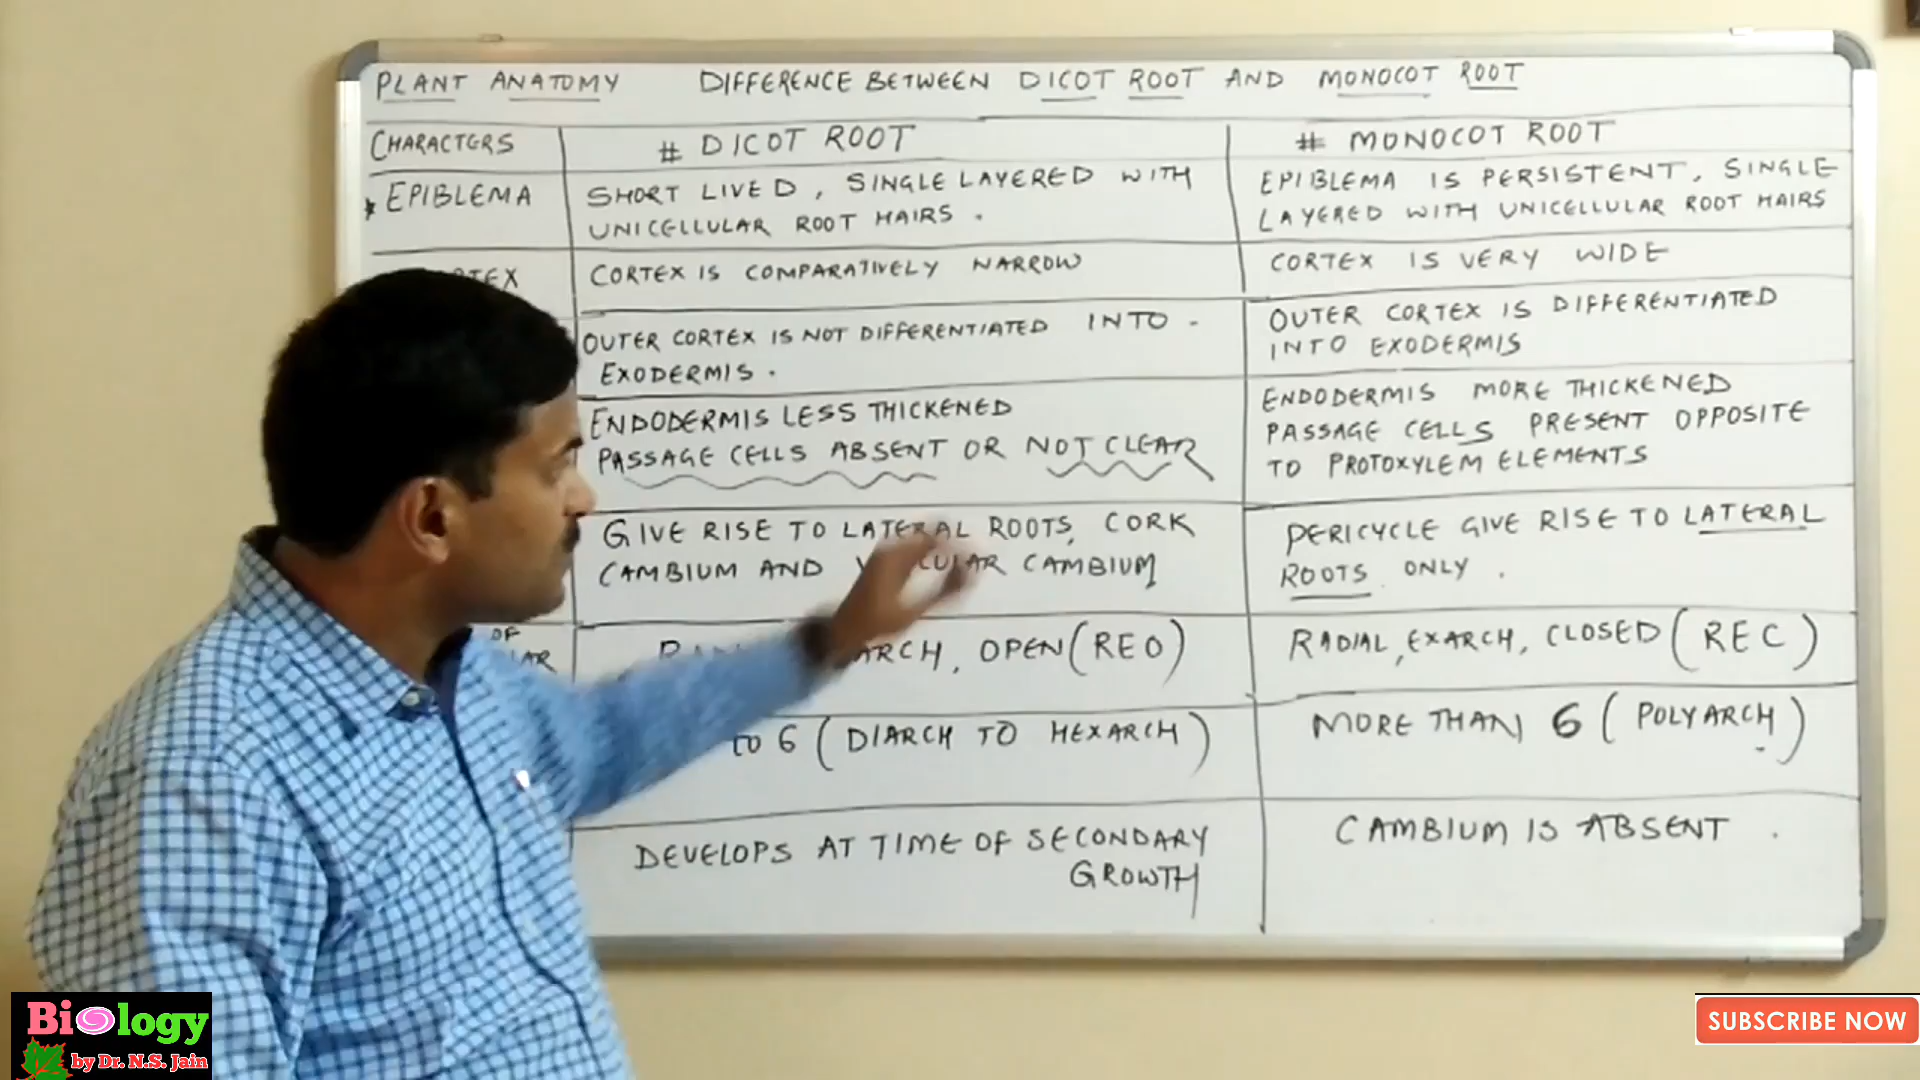 PLANT ANATOMY DIFFERENCE BETWEEN DICOT ROOT AND MONOCOT ROOT
CHARACTERS # DICOT ROOT # MONOCOT ROOT
EPIBLEMA
SHORT LIVED, SINGLE LAYERED WITH
UNICELLULAR ROOT HAIRS.
EPIBLEMA IS PERSISTENT, SINGLE
LAYERED WITH UNICELLULAR ROOT HAIRS
CORTEX IS COMPARATIVELY NARROW
CORTEX IS VERY WIDE
OUTER CORTEX IS NOT DIFFERENTIATED INTO -
EXODERMIS.
OUTER CORTEX IS DIFFERENTIATED
INTO EXODERMIS
ENDODERMIS LESS THICKENED
PASSAGE CELLS ABSENT OR NOT CLEAR
ENDODERMIS MORE THICKENED
PASSAGE CELLS PRESENT OPPOSITE
TO PROTOXYLEM ELEMENTS
GIVE RISE TO LATERAL ROOTS, CORK
CAMBIUM AND CAMBIUM
PERICYCLE GIVE RISE TO LATERAL
ROOTS ONLY.
OF
OPEN (REO)
RADIAL, EXARCH, CLOSED (REC)
TO 6 (DIARCH TO HEXARCH)
MORE THAN 6 (POLYARCH)
DEVELOPS AT TIME OF SECONDARY
GROWTH
CAMBIUM IS ABSENT.
Biology
by Dr. N.S. Jain
SUBSCRIBE NOW